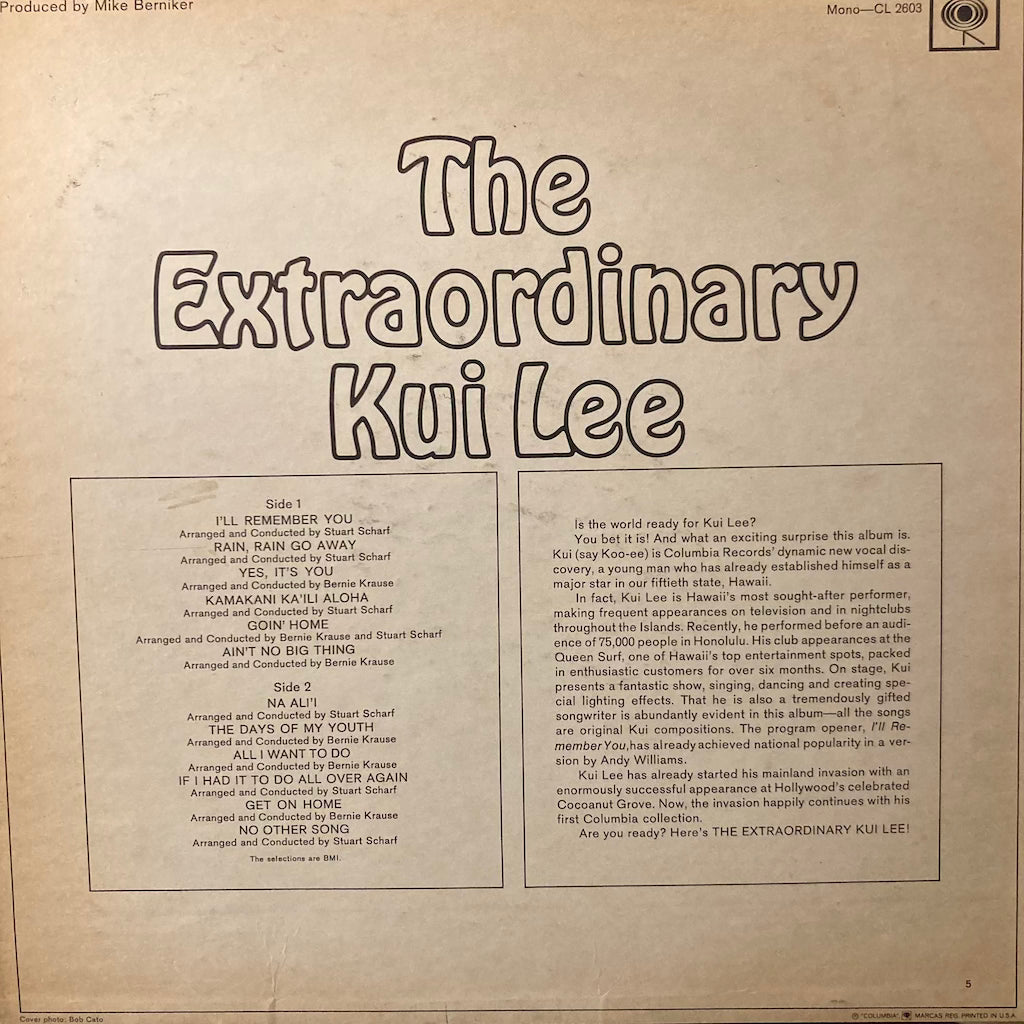 Produced by Mike Berniker
Mono—CL 2603
The
Extraordinary
Kui Lee
Side 1
I'LL REMEMBER YOU
Arranged and Conducted by Stuart Scharf
RAIN, RAIN GO AWAY
Arranged and Conducted by Stuart Scharf
YES, IT'S YOU
Arranged and Conducted by Bernie Krause
KAMAKANI KA'ILI ALOHA
Arranged and Conducted by Stuart Scharf
GOIN' HOME
Arranged and Conducted by Bernie Krause and Stuart Scharf
AIN'T NO BIG THING
Arranged and Conducted by Bernie Krause
Side 2
NA ALI'I
Arranged and Conducted by Stuart Scharf
THE DAYS OF MY YOUTH
Arranged and Conducted by Bernie Krause
ALL I WANT TO DO
Arranged and Conducted by Bernie Krause
IF I HAD IT TO DO ALL OVER AGAIN
Arranged and Conducted by Stuart Scharf
GET ON HOME
Arranged and Conducted by Bernie Krause
NO OTHER SONG
Arranged and Conducted by Stuart Scharf
The selections are BMI.
Is the world ready for Kui Lee?
You bet it is! And what an exciting surprise this album is.
Kui (say Koo-ee) is Columbia Records' dynamic new vocal dis-
covery, a young man who has already established himself as a
major star in our fiftieth state, Hawaii.
In fact, Kui Lee is Hawaii's most sought-after performer,
making frequent appearances on television and in nightclubs
throughout the Islands. Recently, he performed before an audi-
ence of 75,000 people in Honolulu. His club appearances at the
Queen Surf, one of Hawaii's top entertainment spots, packed
in enthusiastic customers for over six months. On stage, Kui
presents a fantastic show, singing, dancing and creating spe-
cial lighting effects. That he is also a tremendously gifted
songwriter is abundantly evident in this album—all the songs
are original Kui compositions. The program opener, I'll Re-
member You, has already achieved national popularity in a ver-
sion by Andy Williams.
Kui Lee has already started his mainland invasion with an
enormously successful appearance at Hollywood's celebrated
Cocoanut Grove. Now, the invasion happily continues with his
first Columbia collection.
Are you ready? Here's THE EXTRAORDINARY KUI LEE!
5
Cover photo: Bob Cato
℗ "COLUMBIA", MARCAS REG. PRINTED IN U.S.A.